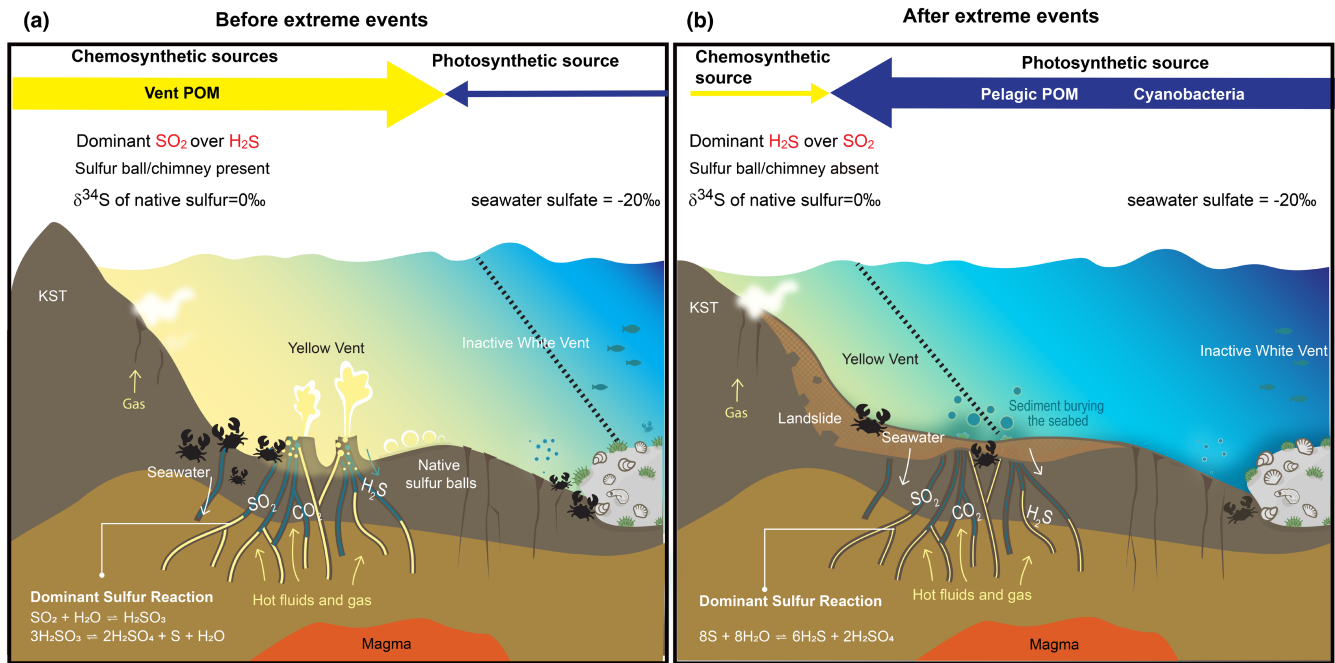 (a)
Before extreme events
Chemosynthetic sources
Photosynthetic source
Vent POM
Dominant SO₂ over H₂S
Sulfur ball/chimney present
δ³⁴S of native sulfur=0‰
seawater sulfate = -20‰
KST
Yellow Vent
Inactive White Vent
Gas
Seawater
Native
sulfur balls
SO₂
CO₂
H₂S
Hot fluids and gas
Dominant Sulfur Reaction
SO₂ + H₂O ⇌ H₂SO₃
3H₂SO₃ ⇌ 2H₂SO₄ + S + H₂O
Magma
(b)
After extreme events
Chemosynthetic
source
Photosynthetic source
Pelagic POM
Cyanobacteria
Dominant H₂S over SO₂
Sulfur ball/chimney absent
δ³⁴S of native sulfur=0‰
seawater sulfate = -20‰
KST
Yellow Vent
Inactive White Vent
Gas
Landslide
Sediment burying
the seabed
Seawater
SO₂
CO₂
H₂S
Hot fluids and gas
Dominant Sulfur Reaction
8S + 8H₂O ⇌ 6H₂S + 2H₂SO₄
Magma